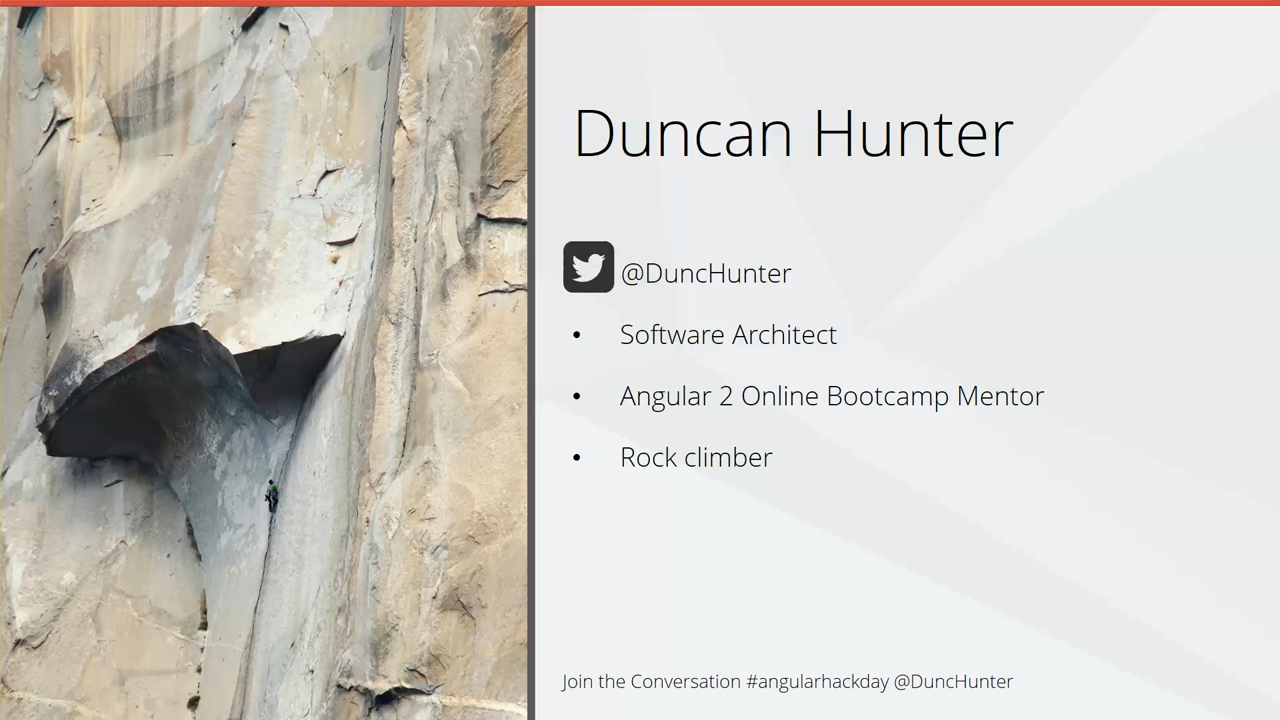 Duncan Hunter
@DuncHunter
• Software Architect
• Angular 2 Online Bootcamp Mentor
• Rock climber
Join the Conversation #angularhackday @DuncHunter